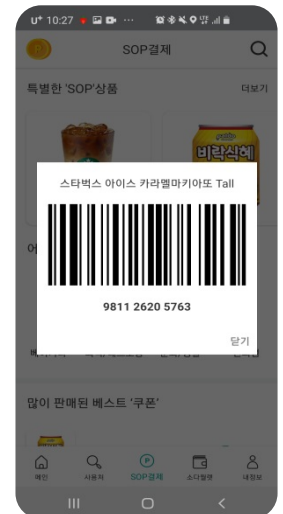 U+ 10:27
SOP결제
특별한 'SOP'상품
더보기
비락식혜
스타벅스 아이스 카라멜마키아또 Tall
9811 2620 5763
닫기
많이 판매된 베스트 '쿠폰'
메인
사용처
SOP결제
소다월렛
내정보